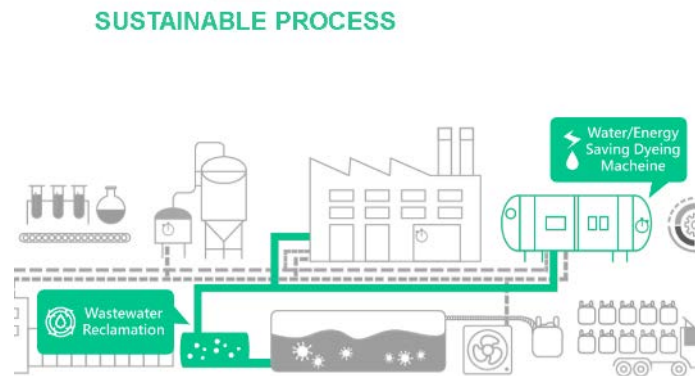 SUSTAINABLE PROCESS
Water/Energy
Saving Dyeing
Macheine
Wastewater
Reclamation